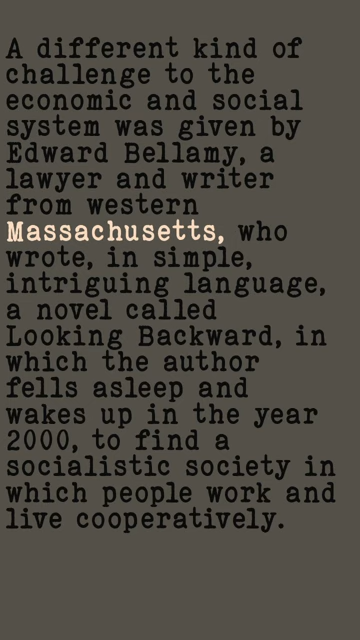 A different kind of
challenge to the
economic and social
system was given by
Edward Bellamy, a
lawyer and writer
from western
Massachusetts, who
wrote, in simple,
intriguing language,
a novel called
Looking Backward, in
which the author
fells asleep and
wakes up in the year
2000, to find a
socialistic society in
which people work and
live cooperatively.